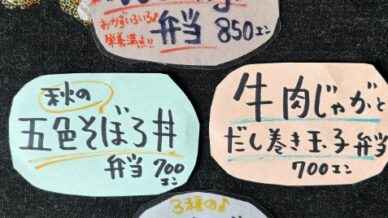 おかずいろいろ♪
栄養満点!!
弁当 850エン
秋の
五色そぼろ丼
弁当 700エン
牛肉じゃがと
だし巻き玉子弁当
700エン
3種の♪